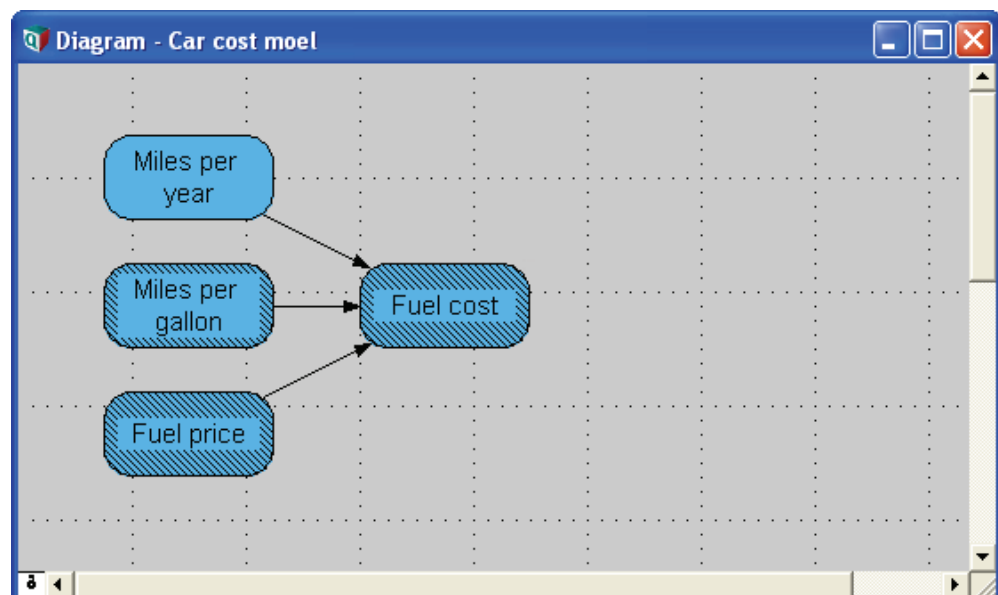 Diagram - Car cost moel
Miles per
year
Miles per
gallon
Fuel cost
Fuel price